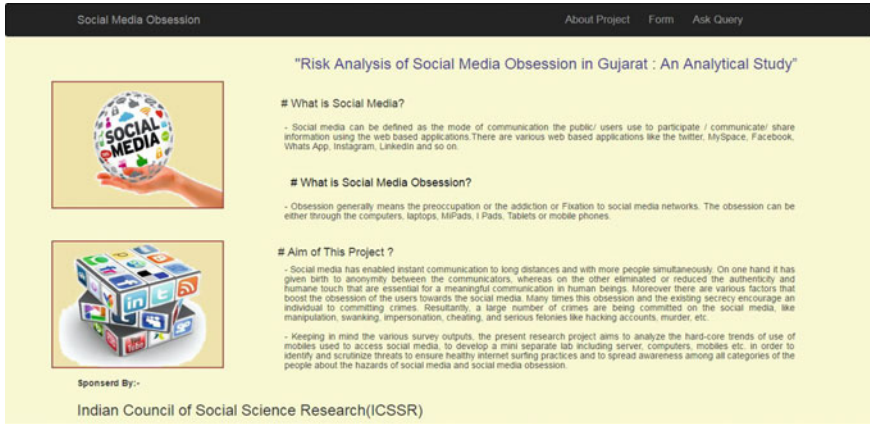 Social Media Obsession
About Project Form Ask Query
"Risk Analysis of Social Media Obsession in Gujarat : An Analytical Study"
SOCIAL
MEDIA
# What is Social Media?
- Social media can be defined as the mode of communication the public/ users use to participate / communicate/ share
information using the web based applications.There are various web based applications like the twitter, MySpace, Facebook,
Whats App, Instagram, LinkedIn and so on.
# What is Social Media Obsession?
- Obsession generally means the preoccupation or the addiction or Fixation to social media networks. The obsession can be
either through the computers, laptops, MiPads, I Pads, Tablets or mobile phones.
# Aim of This Project ?
- Social media has enabled instant communication to long distances and with more people simultaneously. On one hand it has
given birth to anonymity between the communicators, whereas on the other eliminated or reduced the authenticity and
humane touch that are essential for a meaningful communication in human beings. Moreover there are various factors that
boost the obsession of the users towards the social media. Many times this obsession and the existing secrecy encourage an
individual to committing crimes. Resultantly, a large number of crimes are being committed on the social media, like
manipulation, swanking, impersonation, cheating, and serious felonies like hacking accounts, murder, etc.
- Keeping in mind the various survey outputs, the present research project aims to analyze the hard-core trends of use of
mobiles used to access social media, to develop a mini separate lab including server, computers, mobiles etc. in order to
identify and scrutinize threats to ensure healthy internet surfing practices and to spread awareness among all categories of the
people about the hazards of social media and social media obsession.
in
Sponserd By:-
Indian Council of Social Science Research(ICSSR)